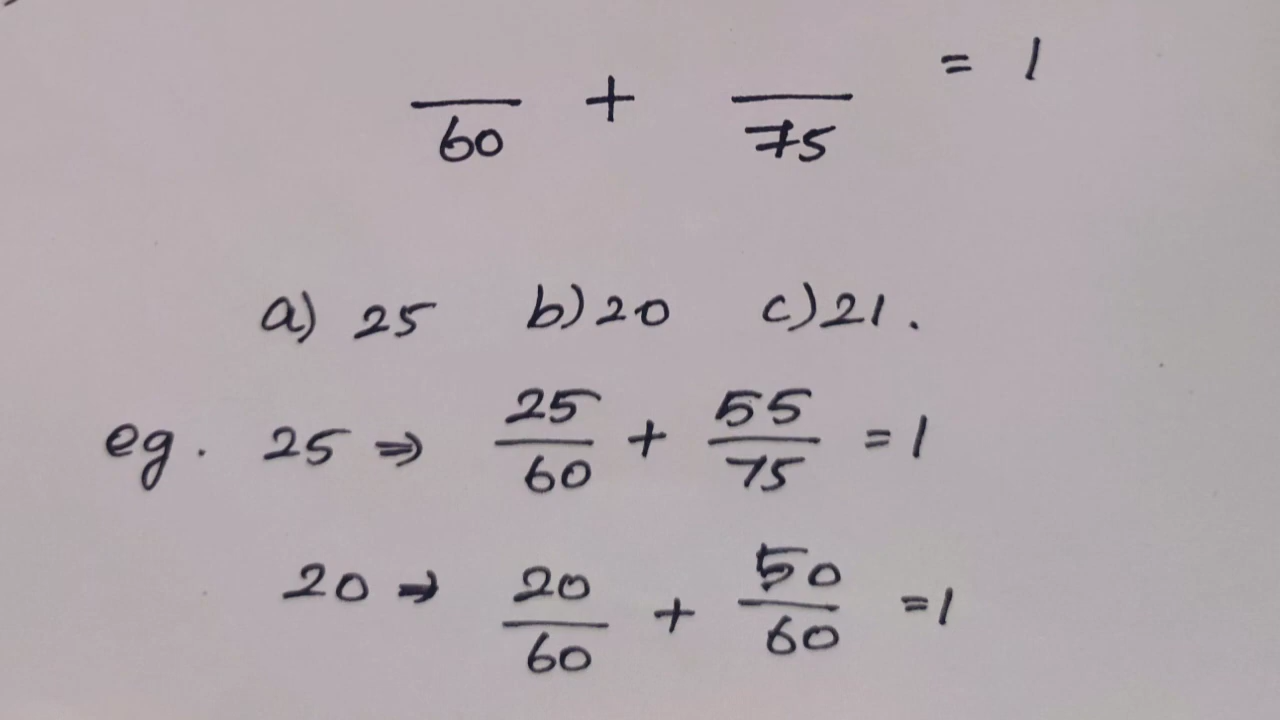 — + — = 1
60 75
a) 25 b) 20 c) 21.
eg. 25 ⇒ 25/60 + 55/75 = 1
20 ⇒ 20/60 + 50/60 = 1